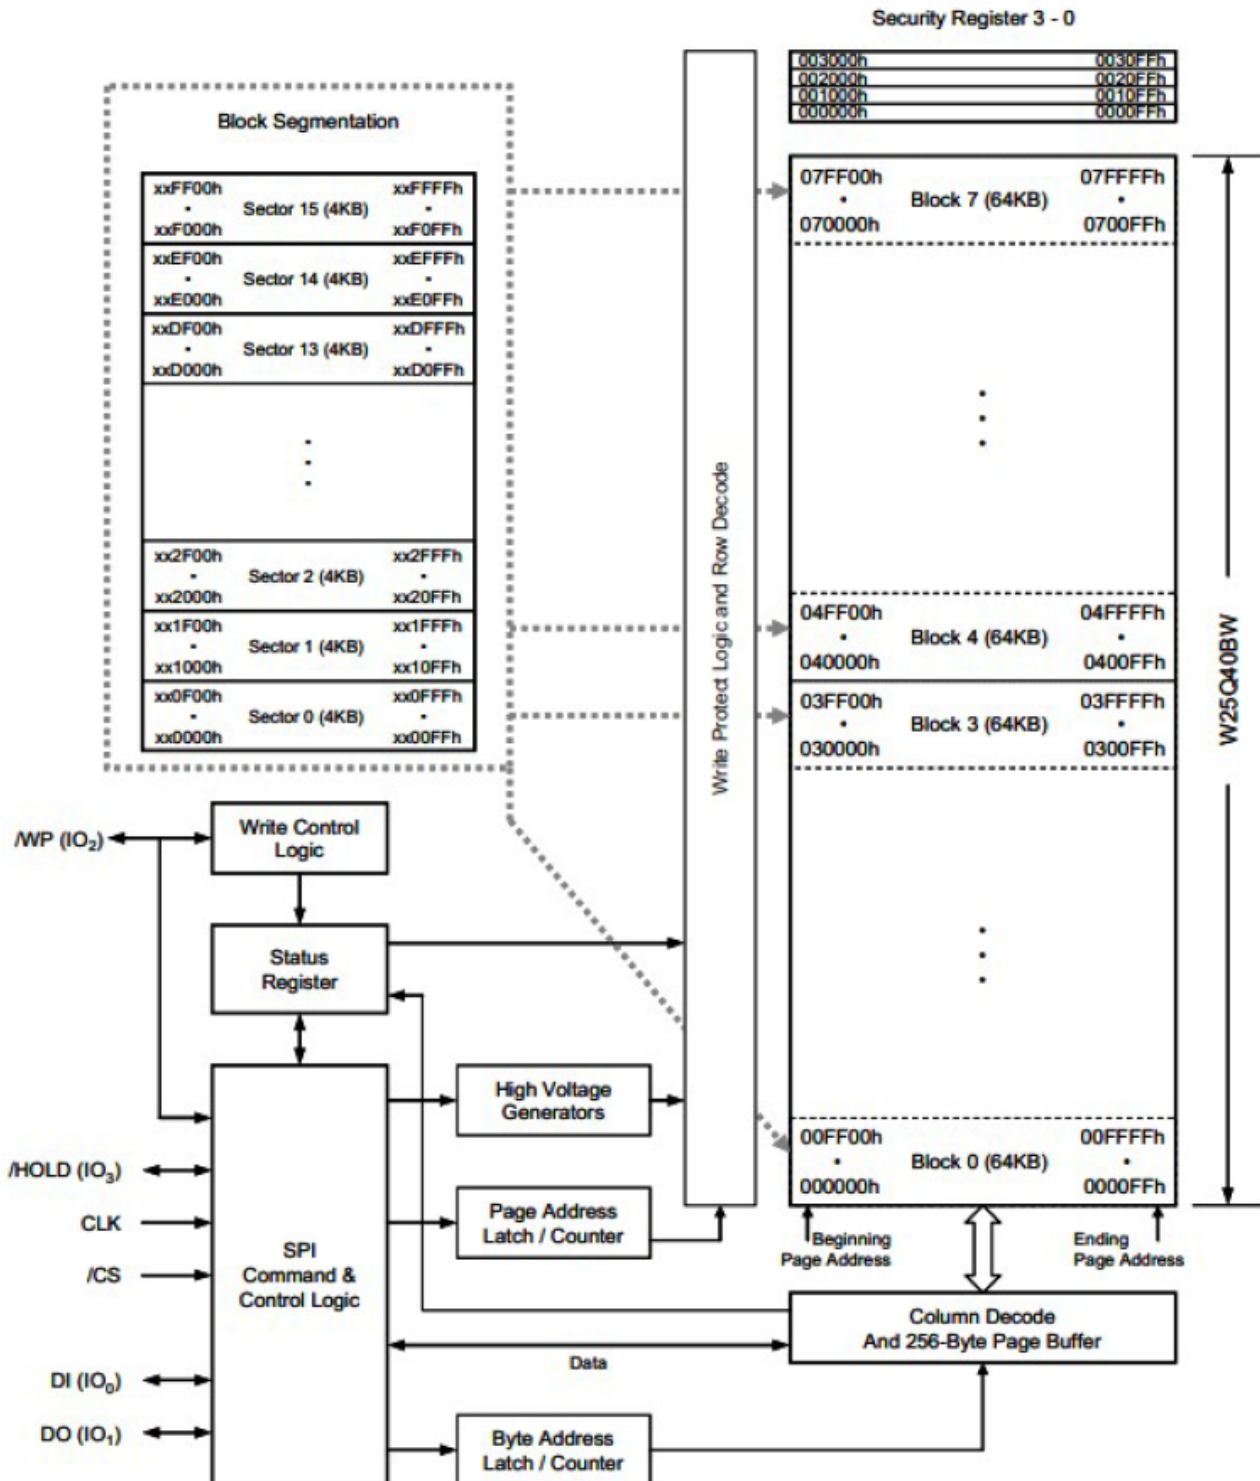 Security Register 3 - 0
003000h 0030FFh
002000h 0020FFh
001000h 0010FFh
000000h 0000FFh
Block Segmentation
xxFF00h xxFFFFh
Sector 15 (4KB)
xxF000h xxF0FFh
xxEF00h xxEFFFh
Sector 14 (4KB)
xxE000h xxE0FFh
xxDF00h xxDFFFh
Sector 13 (4KB)
xxD000h xxD0FFh
xx2F00h xx2FFFh
Sector 2 (4KB)
xx2000h xx20FFh
xx1F00h xx1FFFh
Sector 1 (4KB)
xx1000h xx10FFh
xx0F00h xx0FFFh
Sector 0 (4KB)
xx0000h xx00FFh
Write Protect Logic and Row Decode
07FF00h 07FFFFh
Block 7 (64KB)
070000h 0700FFh
04FF00h 04FFFFh
Block 4 (64KB)
040000h 0400FFh
03FF00h 03FFFFh
Block 3 (64KB)
030000h 0300FFh
00FF00h 00FFFFh
Block 0 (64KB)
000000h 0000FFh
W25Q40BW
Beginning
Page Address
Ending
Page Address
/WP (IO2)
Write Control
Logic
Status
Register
High Voltage
Generators
/HOLD (IO3)
CLK
/CS
DI (IO0)
DO (IO1)
SPI
Command &
Control Logic
Page Address
Latch / Counter
Column Decode
And 256-Byte Page Buffer
Data
Byte Address
Latch / Counter